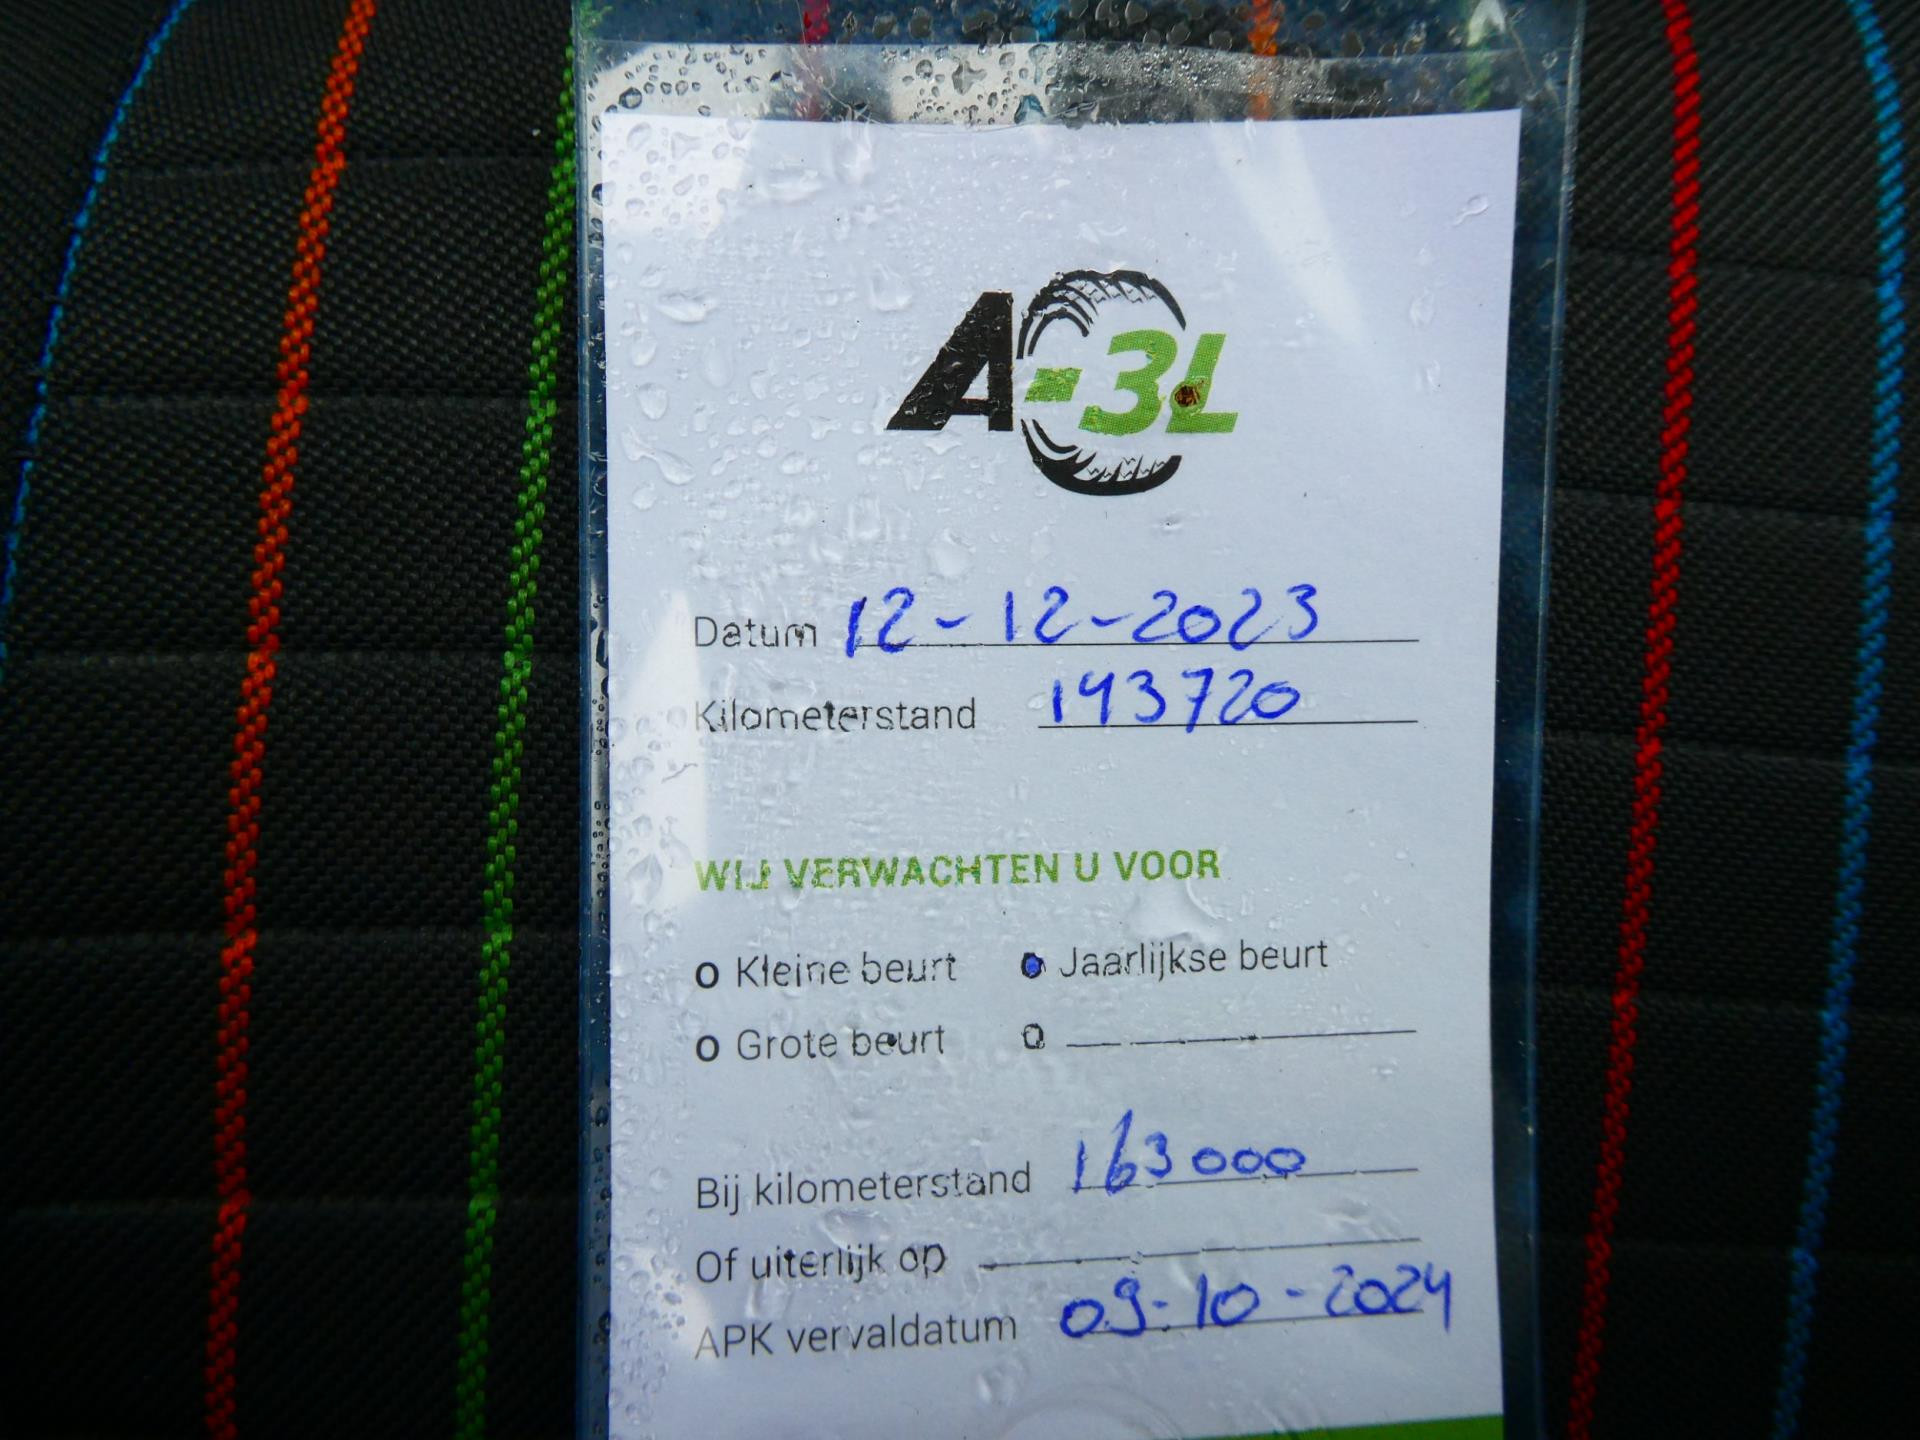 A-3L
Datum 12-12-2023
Kilometerstand 143720
WIJ VERWACHTEN U VOOR
o Kleine beurt o Jaarlijkse beurt
o Grote beurt o
Bij kilometerstand 163000
Of uiterlijk op
APK vervaldatum 09-10-2024